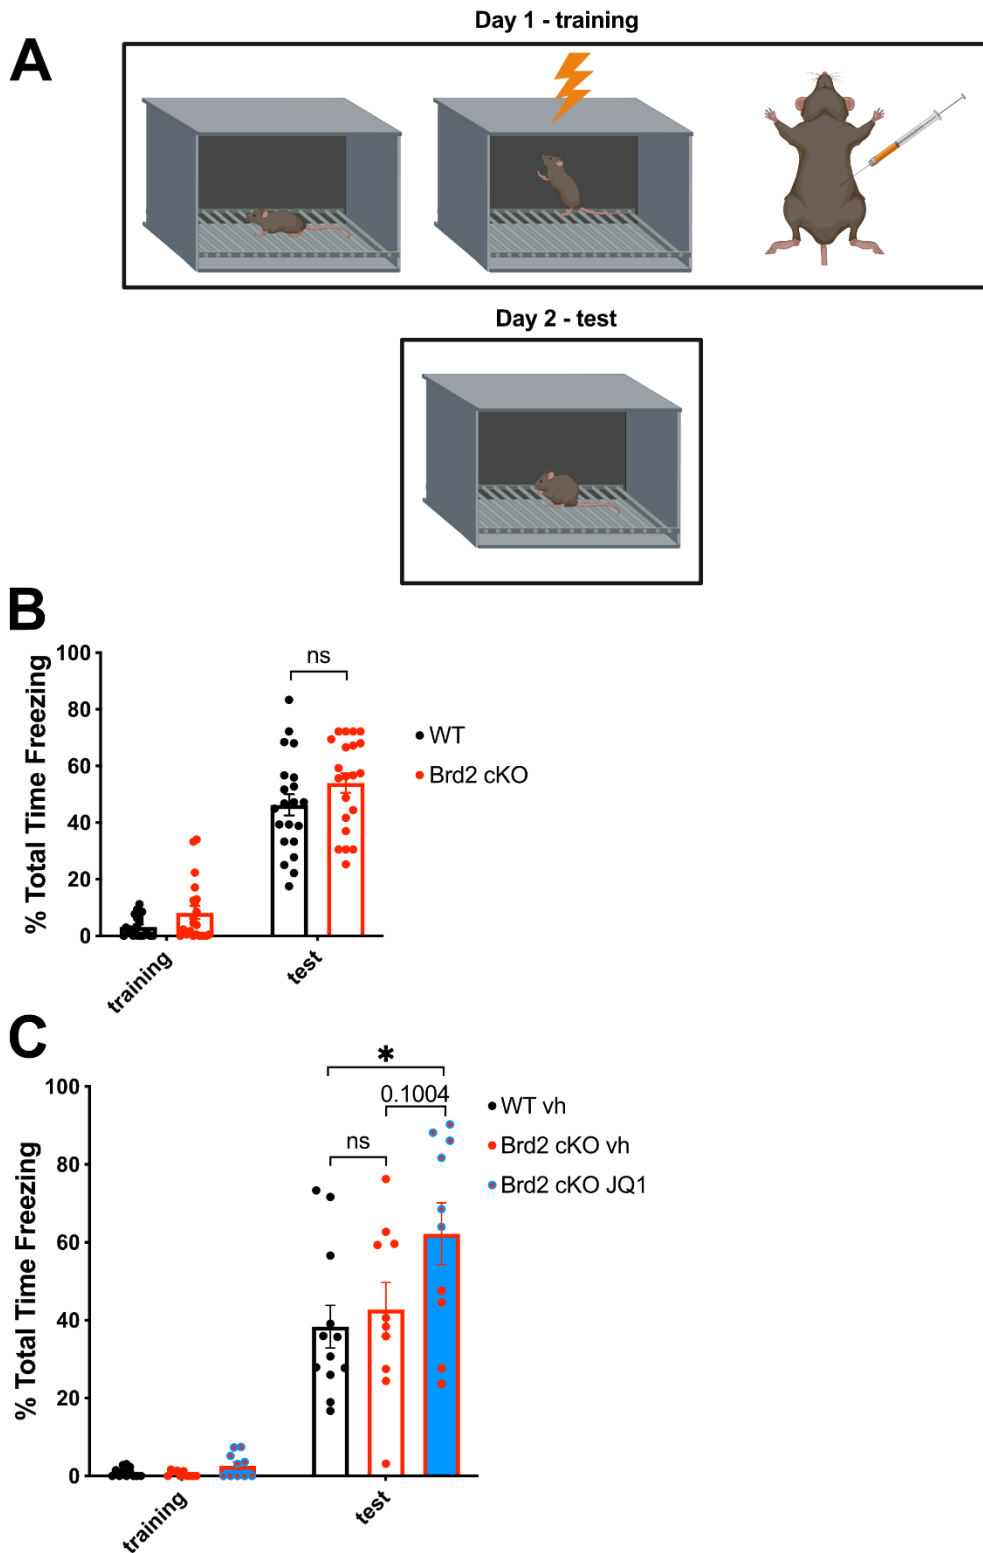 Day 1 - training
A
Day 2 - test
B
% Total Time Freezing
100
80
60
40
20
0
ns
training
test
WT
Brd2 cKO
C
% Total Time Freezing
100
80
60
40
20
0
*
0.1004
ns
training
test
WT vh
Brd2 cKO vh
Brd2 cKO JQ1